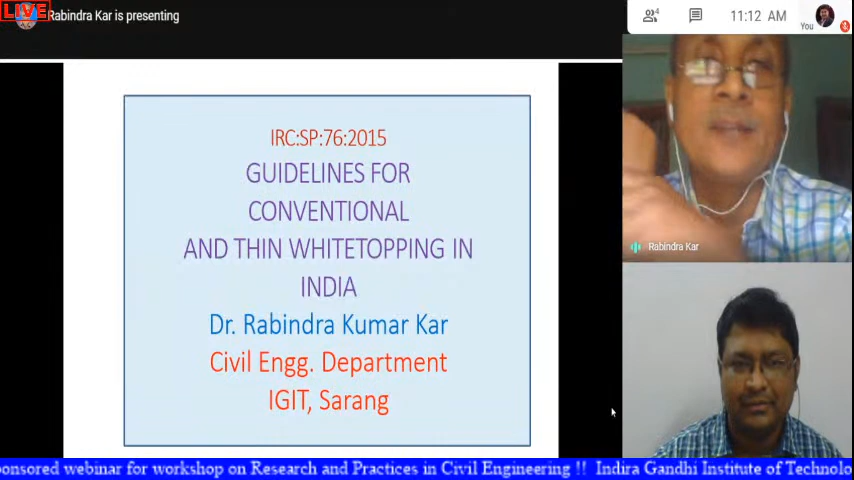 LIVE
Rabindra Kar is presenting
4
11:12 AM
You
IRC:SP:76:2015
GUIDELINES FOR
CONVENTIONAL
AND THIN WHITETOPPING IN
INDIA
Dr. Rabindra Kumar Kar
Civil Engg. Department
IGIT, Sarang
Rabindra Kar
onsored webinar for workshop on Research and Practices in Civil Engineering !! Indira Gandhi Institute of Technolo